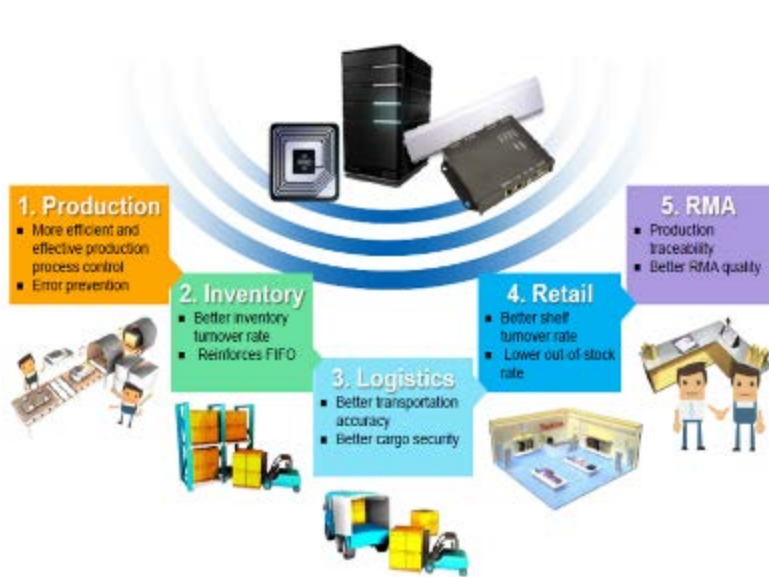 1. Production
■ More efficient and
effective production
process control
■ Error prevention
2. Inventory
■ Better inventory
turnover rate
■ Reinforces FIFO
3. Logistics
■ Better transportation
accuracy
■ Better cargo security
4. Retail
■ Better shelf
turnover rate
■ Lower out-of-stock
rate
5. RMA
■ Production
traceability
■ Better RMA quality